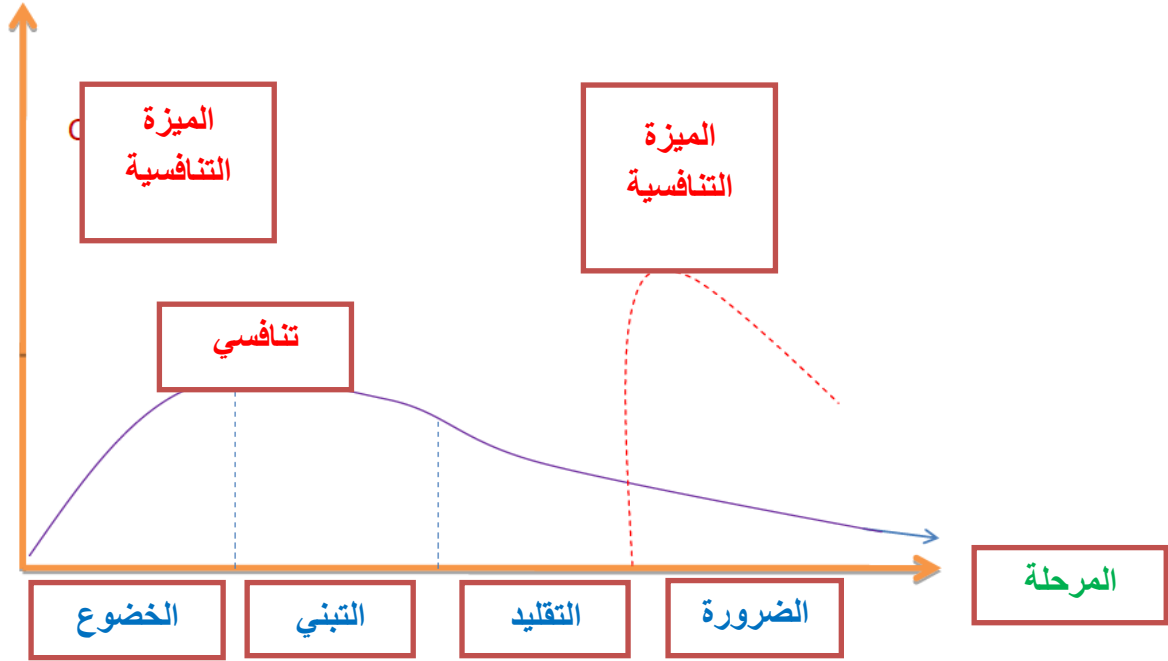 الميزة
التنافسية
الميزة
التنافسية
تنافسي
المرحلة
الخضوع
التبني
التقليد
الضرورة